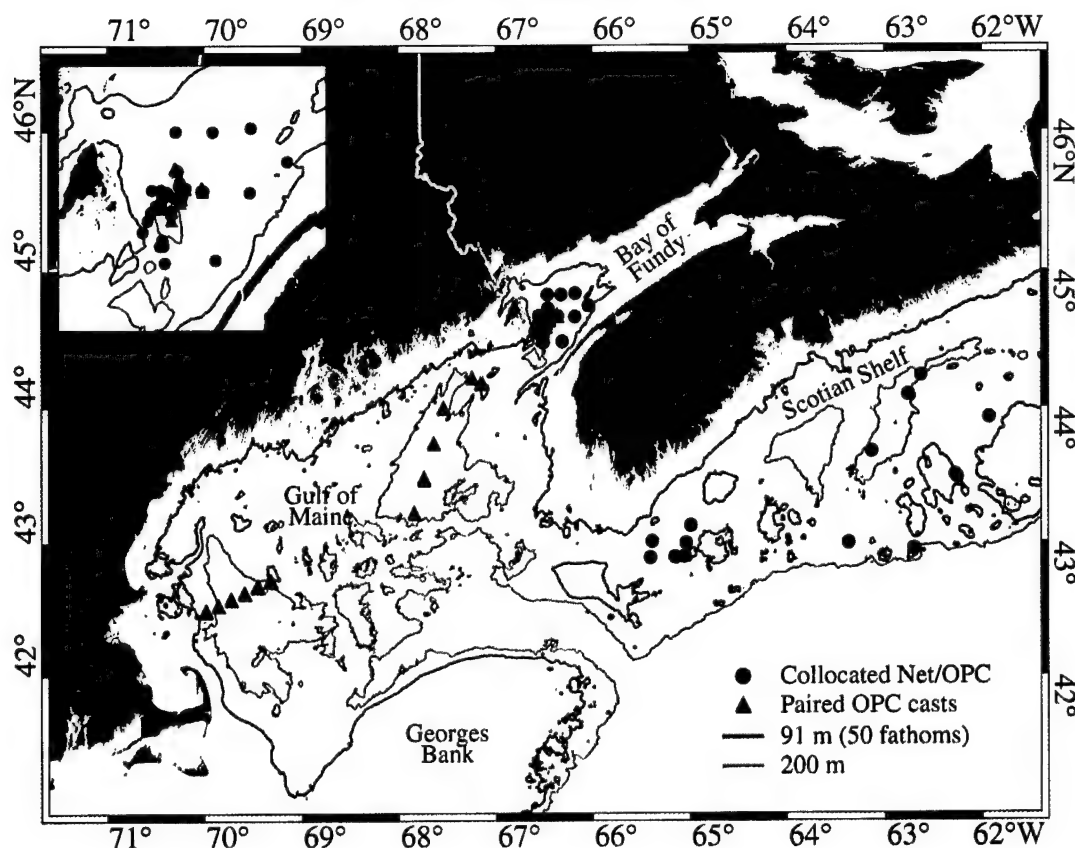 71° 70° 69° 68° 67° 66° 65° 64° 63° 62°W
46°N
45°
44°
43°
42°
46°N
45°
44°
43°
42°
Bay of
Fundy
Scotian Shelf
Gulf of
Maine
Georges
Bank
Collocated Net/OPC
Paired OPC casts
91 m (50 fathoms)
200 m
71° 70° 69° 68° 67° 66° 65° 64° 63° 62°W